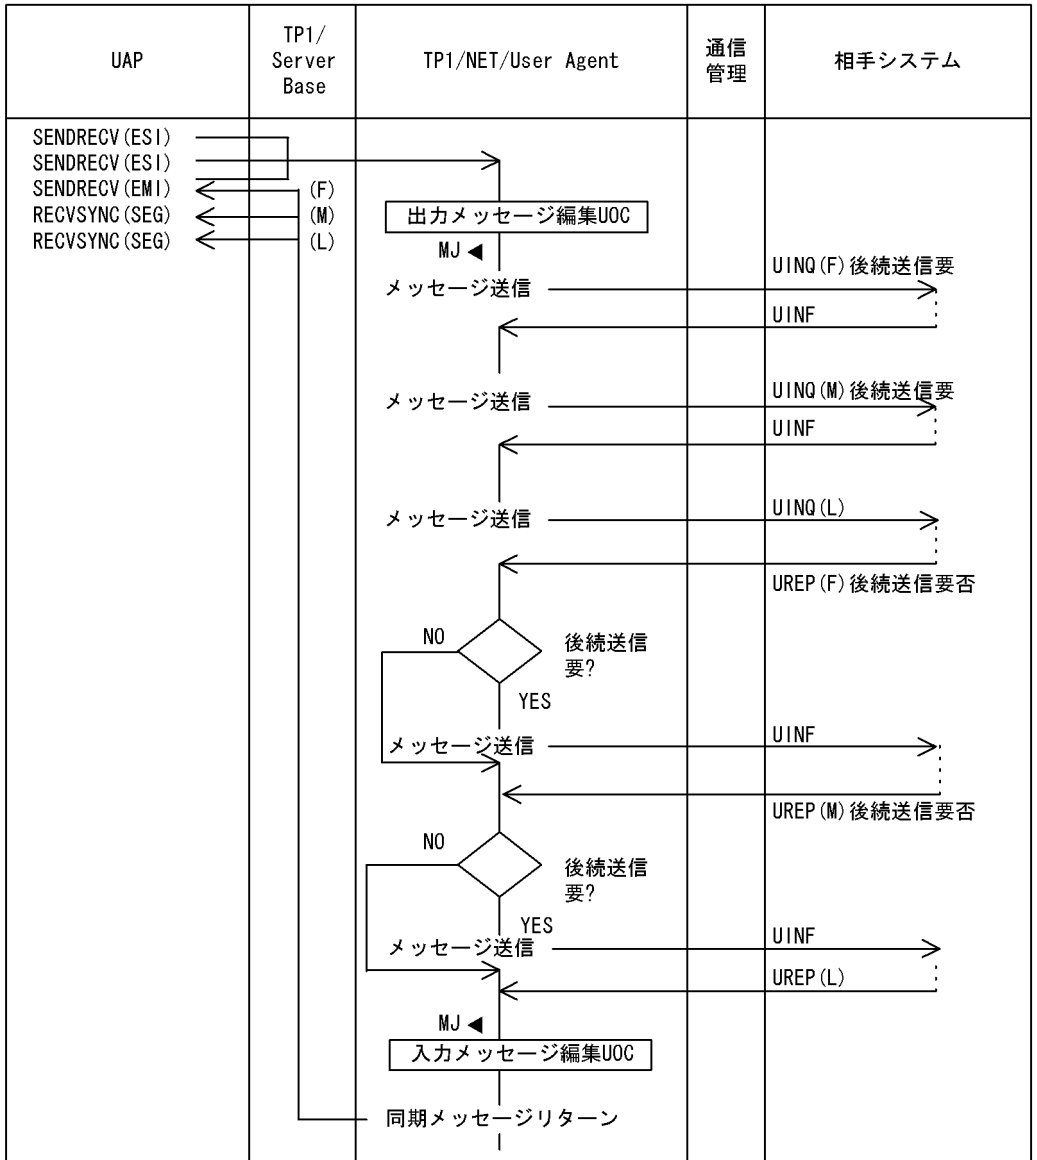 UAP
TP1/
Server
Base
TP1/NET/User Agent
通信
管理
相手システム
SENDRECV(ESI)
SENDRECV(ESI)
SENDRECV(EMI)
(F)
RECVSYNC(SEG)
(M)
RECVSYNC(SEG)
(L)
出力メッセージ編集UOC
MJ
UINQ(F)後続送信要
メッセージ送信
UINF
UINQ(M)後続送信要
メッセージ送信
UINF
UINQ(L)
メッセージ送信
UREP(F)後続送信要否
NO
後続送信
要?
YES
UINF
メッセージ送信
UREP(M)後続送信要否
NO
後続送信
要?
YES
UINF
メッセージ送信
UREP(L)
MJ
入力メッセージ編集UOC
同期メッセージリターン